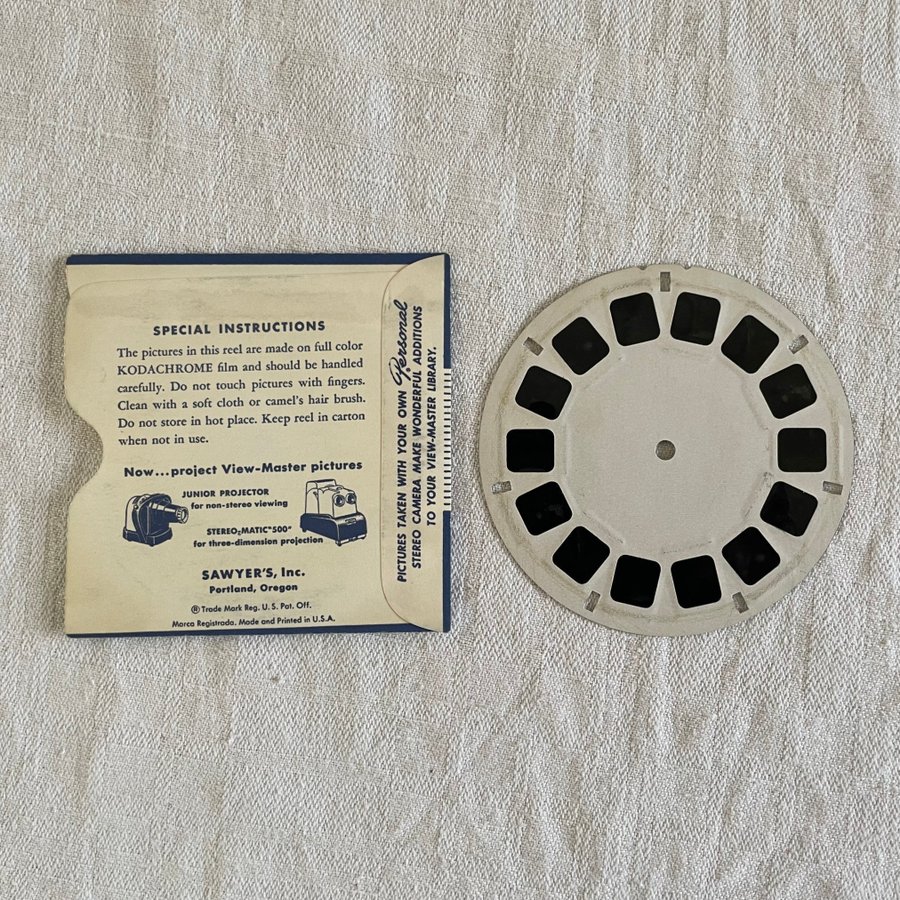 SPECIAL INSTRUCTIONS
The pictures in this reel are made on full color
KODACHROME film and should be handled
carefully. Do not touch pictures with fingers.
Clean with a soft cloth or camel's hair brush.
Do not store in hot place. Keep reel in carton
when not in use.
Now...project View-Master pictures
JUNIOR PROJECTOR
for non-stereo viewing
STEREO-MATIC "500"
for three-dimension projection
SAWYER'S, Inc.
Portland, Oregon
® Trade Mark Reg. U. S. Pat. Off.
Marca Registrada. Made and Printed in U.S.A.
PICTURES TAKEN WITH YOUR OWN Personal
STEREO CAMERA MAKE WONDERFUL ADDITIONS
TO YOUR VIEW-MASTER LIBRARY.